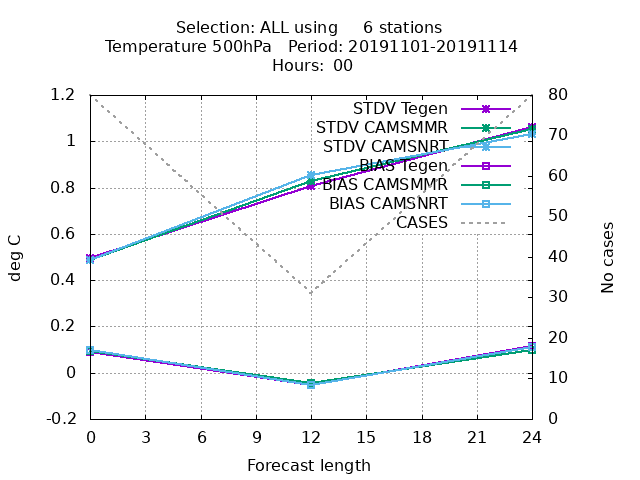 Selection: ALL using 6 stations
Temperature 500hPa Period: 20191101-20191114
Hours: 00
1.2
1
0.8
0.6
0.4
0.2
0
-0.2
deg C
80
70
60
50
40
30
20
10
0
No cases
STDV Tegen
STDV CAMSMMR
STDV CAMSNRT
BIAS Tegen
BIAS CAMSMMR
BIAS CAMSNRT
CASES
0 3 6 9 12 15 18 21 24
Forecast length